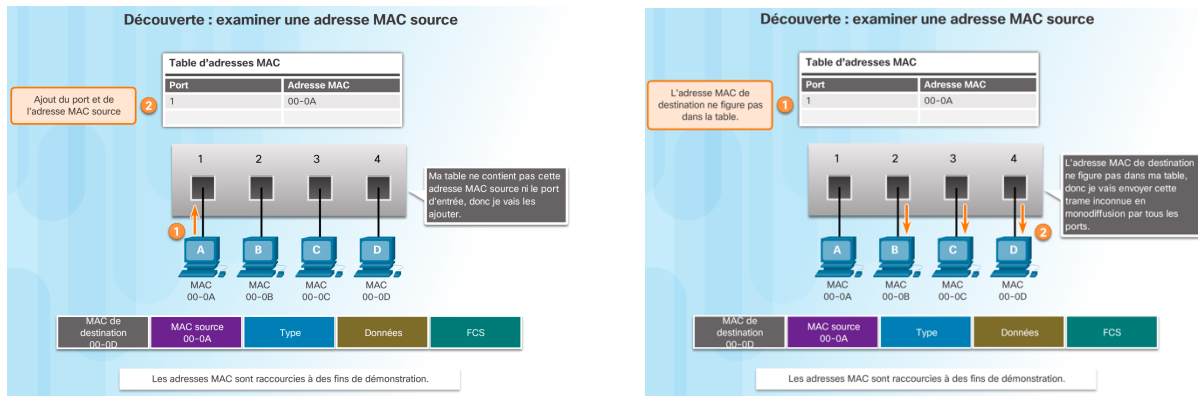 Découverte : examiner une adresse MAC source
Table d'adresses MAC
Port Adresse MAC
1 00-0A
Ajout du port et de
l'adresse MAC source
2
1 2 3 4
Ma table ne contient pas cette
adresse MAC source ni le port
d'entrée, donc je vais les
ajouter.
1
A B C D
MAC MAC MAC MAC
00-0A 00-0B 00-0C 00-0D
MAC de
destination
00-0D
MAC source
00-0A
Type
Données
FCS
Les adresses MAC sont raccourcies à des fins de démonstration.
Découverte : examiner une adresse MAC source
Table d'adresses MAC
Port Adresse MAC
1 00-0A
L'adresse MAC de
destination ne figure pas
dans la table.
1
1 2 3 4
L'adresse MAC de destination
ne figure pas dans ma table,
donc je vais envoyer cette
trame inconnue en
monodiffusion par tous les
ports.
2
A B C D
MAC MAC MAC MAC
00-0A 00-0B 00-0C 00-0D
MAC de
destination
00-0D
MAC source
00-0A
Type
Données
FCS
Les adresses MAC sont raccourcies à des fins de démonstration.